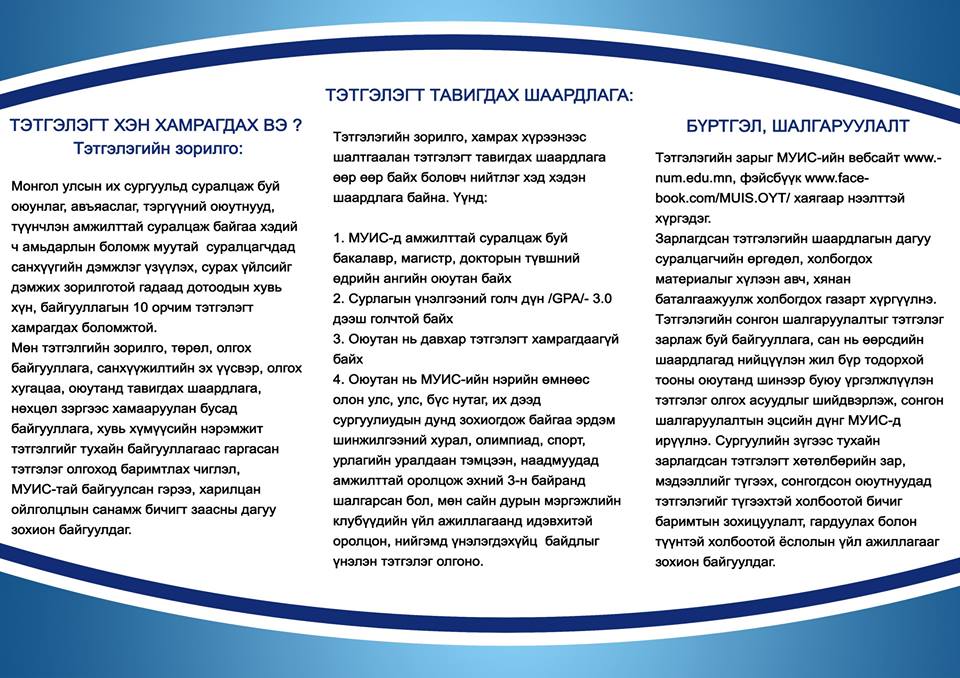 ТЭТГЭЛЭГТ ХЭН ХАМРАГДАХ ВЭ ?
Тэтгэлэгийн зорилго:
Монгол улсын их сургуульд суралцаж буй
оюунлаг, авъяаслаг, тэргүүний оюутнууд,
түүнчлэн амжилттай суралцаж байгаа хэдий
ч амьдарлын боломж муутай суралцагчдад
санхүүгийн дэмжлэг үзүүлэх, сурах үйлсийг
дэмжих зорилготой гадаад дотоодын хувь
хүн, байгууллагын 10 орчим тэтгэлэгт
хамрагдах боломжтой.
Мөн тэтгэлгийн зорилго, төрөл, олгох
байгууллага, санхүүжилтийн эх үүсвэр, олгох
хугацаа, оюутанд тавигдах шаардлага,
нөхцөл зэргээс хамааруулан бусад
байгууллага, хувь хүмүүсийн нэрэмжит
тэтгэлгийг тухайн байгууллагаас гаргасан
тэтгэлэг олгоход баримтлах чиглэл,
МУИС-тай байгуулсан гэрээ, харилцан
ойлголцлын санамж бичигт заасны дагуу
зохион байгуулдаг.
ТЭТГЭЛЭГТ ТАВИГДАХ ШААРДЛАГА:
Тэтгэлэгийн зорилго, хамрах хүрээнээс
шалтгаалан тэтгэлэгт тавигдах шаардлага
өөр өөр байх боловч нийтлэг хэд хэдэн
шаардлага байна. Үүнд:
1. МУИС-д амжилттай суралцаж буй
бакалавр, магистр, докторын түвшний
өдрийн ангийн оюутан байх
2. Сурлагын үнэлгээний голч дүн /GPA/- 3.0
дээш голчтой байх
3. Оюутан нь давхар тэтгэлэгт хамрагдаагүй
байх
4. Оюутан нь МУИС-ийн нэрийн өмнөөс
олон улс, улс, бүс нутаг, их дээд
сургуулиудын дунд зохиогдож байгаа эрдэм
шинжилгээний хурал, олимпиад, спорт,
урлагийн уралдаан тэмцээн, наадмуудад
амжилттай оролцож эхний 3-н байранд
шалгарсан бол, мөн сайн дурын мэргэжлийн
клубүүдийн үйл ажиллагаанд идэвхитэй
оролцон, нийгэмд үнэлэгдэхүйц байдлыг
үнэлэн тэтгэлэг олгоно.
БҮРТГЭЛ, ШАЛГАРУУЛАЛТ
Тэтгэлэгийн зарыг МУИС-ийн вебсайт www.-
num.edu.mn, фэйсбүүк www.face-
book.com/MUIS.OYT/ хаягаар нээлттэй
хүргэдэг.
Зарлагдсан тэтгэлэгийн шаардлагын дагуу
суралцагчийн өргөдөл, холбогдох
материалыг хүлээн авч, хянан
баталгаажуулж холбогдох газарт хүргүүлнэ.
Тэтгэлэгийн сонгон шалгаруулалтыг тэтгэлэг
зарлаж буй байгууллага, сан нь өөрсдийн
шаардлагад нийцүүлэн жил бүр тодорхой
тооны оюутанд шинээр буюу үргэлжлүүлэн
тэтгэлэг олгох асуудлыг шийдвэрлэж, сонгон
шалгаруулалтын эцсийн дүнг МУИС-д
ирүүлнэ. Сургуулийн зүгээс тухайн
зарлагдсан тэтгэлэгт хөтөлбөрийн зар,
мэдээллийг түгээх, сонгогдсон оюутнуудад
тэтгэлэгийг түгээхтэй холбоотой бичиг
баримтын зохицуулалт, гардуулах болон
түүнтэй холбоотой ёслолын үйл ажиллагааг
зохион байгуулдаг.